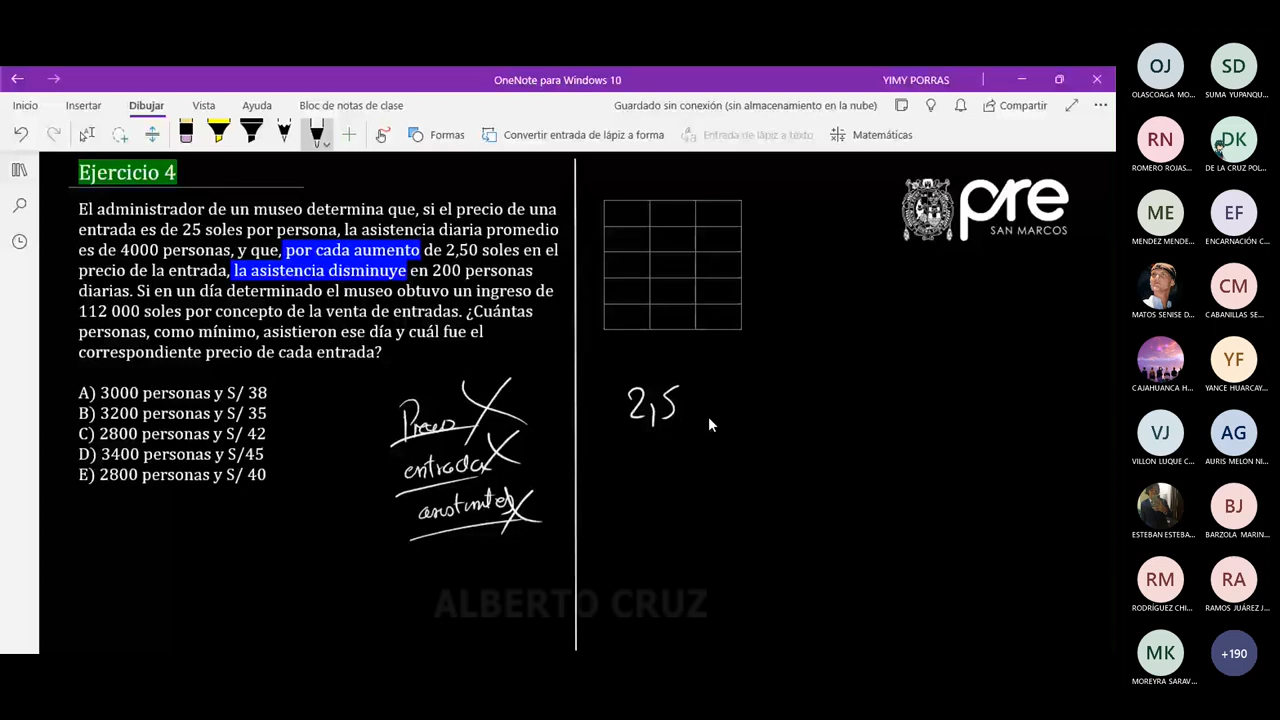 OneNote para Windows 10
YIMY PORRAS
Inicio
Insertar
Dibujar
Vista
Ayuda
Bloc de notas de clase
Guardado sin conexión (sin almacenamiento en la nube)
Compartir
Formas
Convertir entrada de lápiz a forma
Entrada de lápiz a texto
Matemáticas
Ejercicio 4
El administrador de un museo determina que, si el precio de una
entrada es de 25 soles por persona, la asistencia diaria promedio
es de 4000 personas, y que, por cada aumento de 2,50 soles en el
precio de la entrada, la asistencia disminuye en 200 personas
diarias. Si en un día determinado el museo obtuvo un ingreso de
112 000 soles por concepto de la venta de entradas. ¿Cuántas
personas, como mínimo, asistieron ese día y cuál fue el
correspondiente precio de cada entrada?
A) 3000 personas y S/ 38
B) 3200 personas y S/ 35
C) 2800 personas y S/ 42
D) 3400 personas y S/45
E) 2800 personas y S/ 40
Precio
entradas
asistentes
2,5
pre
SAN MARCOS
ALBERTO CRUZ
OJ
OLASCOAGA MO...
SD
SUMA YUPANQU...
RN
ROMERO ROJAS...
DK
DE LA CRUZ POL...
ME
MENDEZ MENDE...
EF
ENCARNACIÓN C...
MATOS SENISE D...
CM
CABANILLAS SE...
CAJAHUANCA H...
YF
YANCE HUARCAY...
VJ
VILLON LUQUE C...
AG
AURIS MELON NI...
ESTEBAN ESTEBA...
BJ
BARZOLA MARIN...
RM
RODRÍGUEZ CHI...
RA
RAMOS JUÁREZ J...
MK
MOREYRA SARAV...
+190